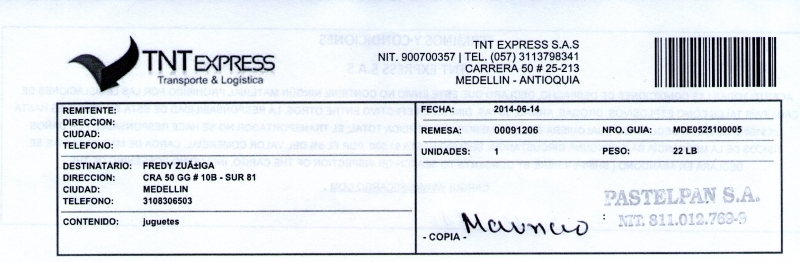 TNT EXPRESS
Transporte & Logística
TNT EXPRESS S.A.S
NIT. 900700357 | TEL. (057) 3113798341
CARRERA 50 # 25-213
MEDELLIN - ANTIOQUIA
REMITENTE:
DIRECCION:
CIUDAD:
TELEFONO:
DESTINATARIO: FREDY ZUÃ±IGA
DIRECCION: CRA 50 GG # 10B - SUR 81
CIUDAD: MEDELLIN
TELEFONO: 3108306503
CONTENIDO: juguetes
FECHA: 2014-06-14
REMESA: 00091206 NRO. GUIA: MDE0525100005
UNIDADES: 1 PESO: 22 LB
PASTELPAN S.A.
: NIT. 811.012.769-9
- COPIA - Mauricio